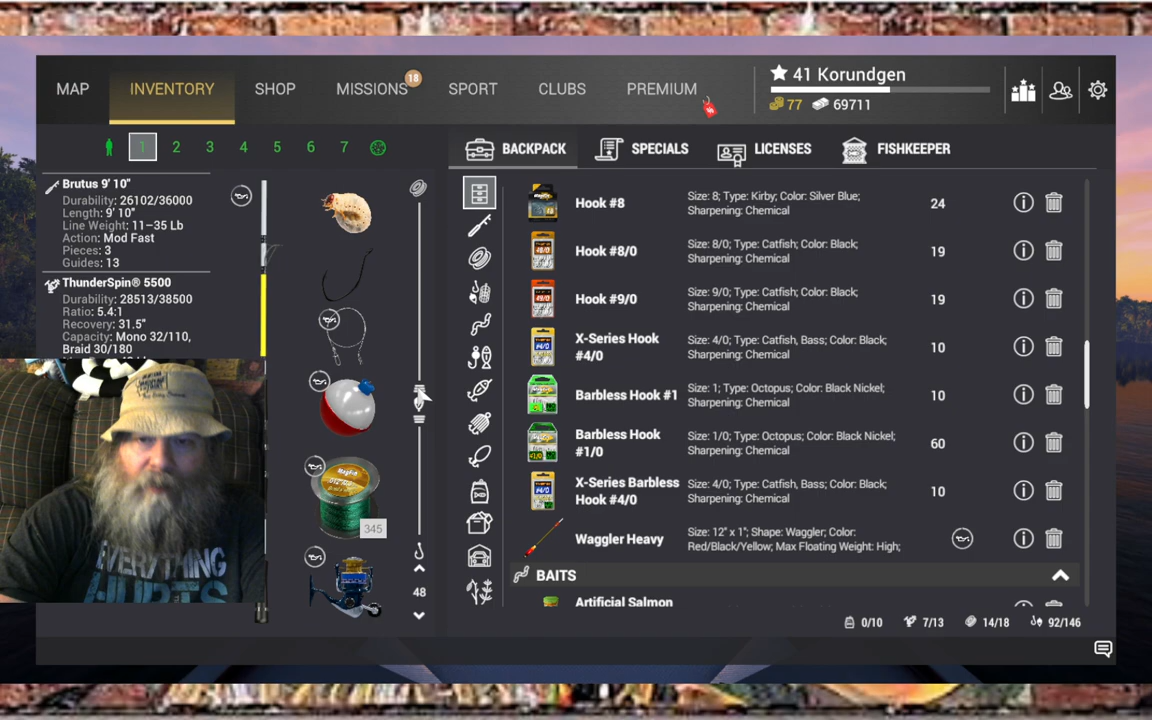 MAP INVENTORY SHOP MISSIONS 18 SPORT CLUBS PREMIUM
41 Korundgen
77 69711
1 2 3 4 5 6 7
BACKPACK SPECIALS LICENSES FISHKEEPER
Brutus 9' 10"
Durability: 26102/36000
Length: 9' 10"
Line Weight: 11–35 Lb
Action: Mod Fast
Pieces: 3
Guides: 13
ThunderSpin® 5500
Durability: 28513/38500
Ratio: 5.4:1
Recovery: 31.5"
Capacity: Mono 32/110,
Braid 30/180
EVERYTHING
HURTS
345
48
Hook #8
Size: 8; Type: Kirby; Color: Silver Blue;
Sharpening: Chemical
24
Hook #8/0
Size: 8/0; Type: Catfish; Color: Black;
Sharpening: Chemical
19
Hook #9/0
Size: 9/0; Type: Catfish; Color: Black;
Sharpening: Chemical
19
X-Series Hook
#4/0
Size: 4/0; Type: Catfish, Bass; Color: Black;
Sharpening: Chemical
10
Barbless Hook #1
Size: 1; Type: Octopus; Color: Black Nickel;
Sharpening: Chemical
10
Barbless Hook
#1/0
Size: 1/0; Type: Octopus; Color: Black Nickel;
Sharpening: Chemical
60
X-Series Barbless
Hook #4/0
Size: 4/0; Type: Catfish, Bass; Color: Black;
Sharpening: Chemical
10
Waggler Heavy
Size: 12" x 1"; Shape: Waggler; Color:
Red/Black/Yellow; Max Floating Weight: High;
BAITS
Artificial Salmon
0/10 7/13 14/18 92/146